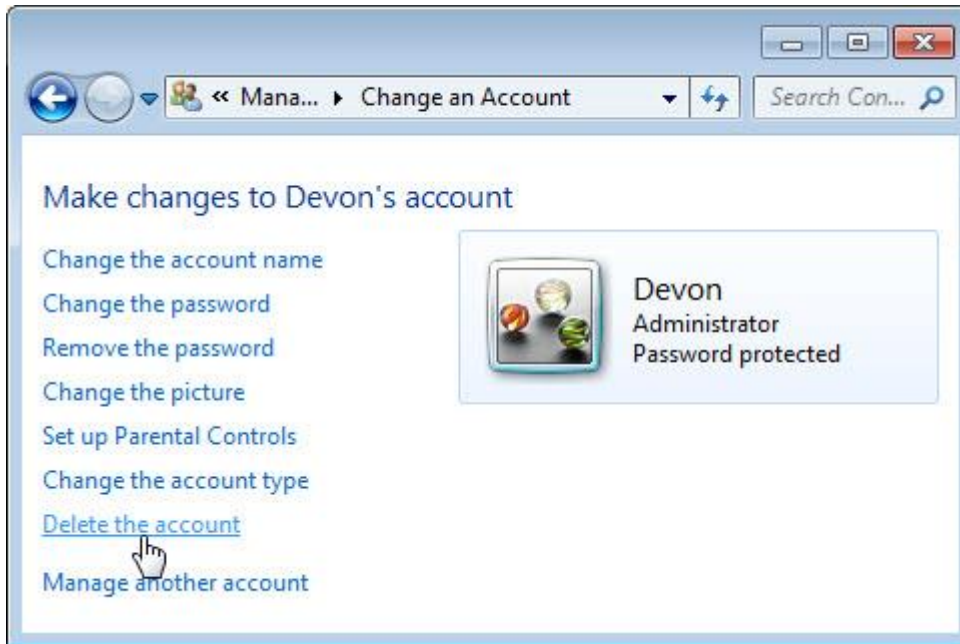 « Mana... ▸ Change an Account
Search Con...
Make changes to Devon's account
Change the account name
Change the password
Remove the password
Change the picture
Set up Parental Controls
Change the account type
Delete the account
Manage another account
Devon
Administrator
Password protected